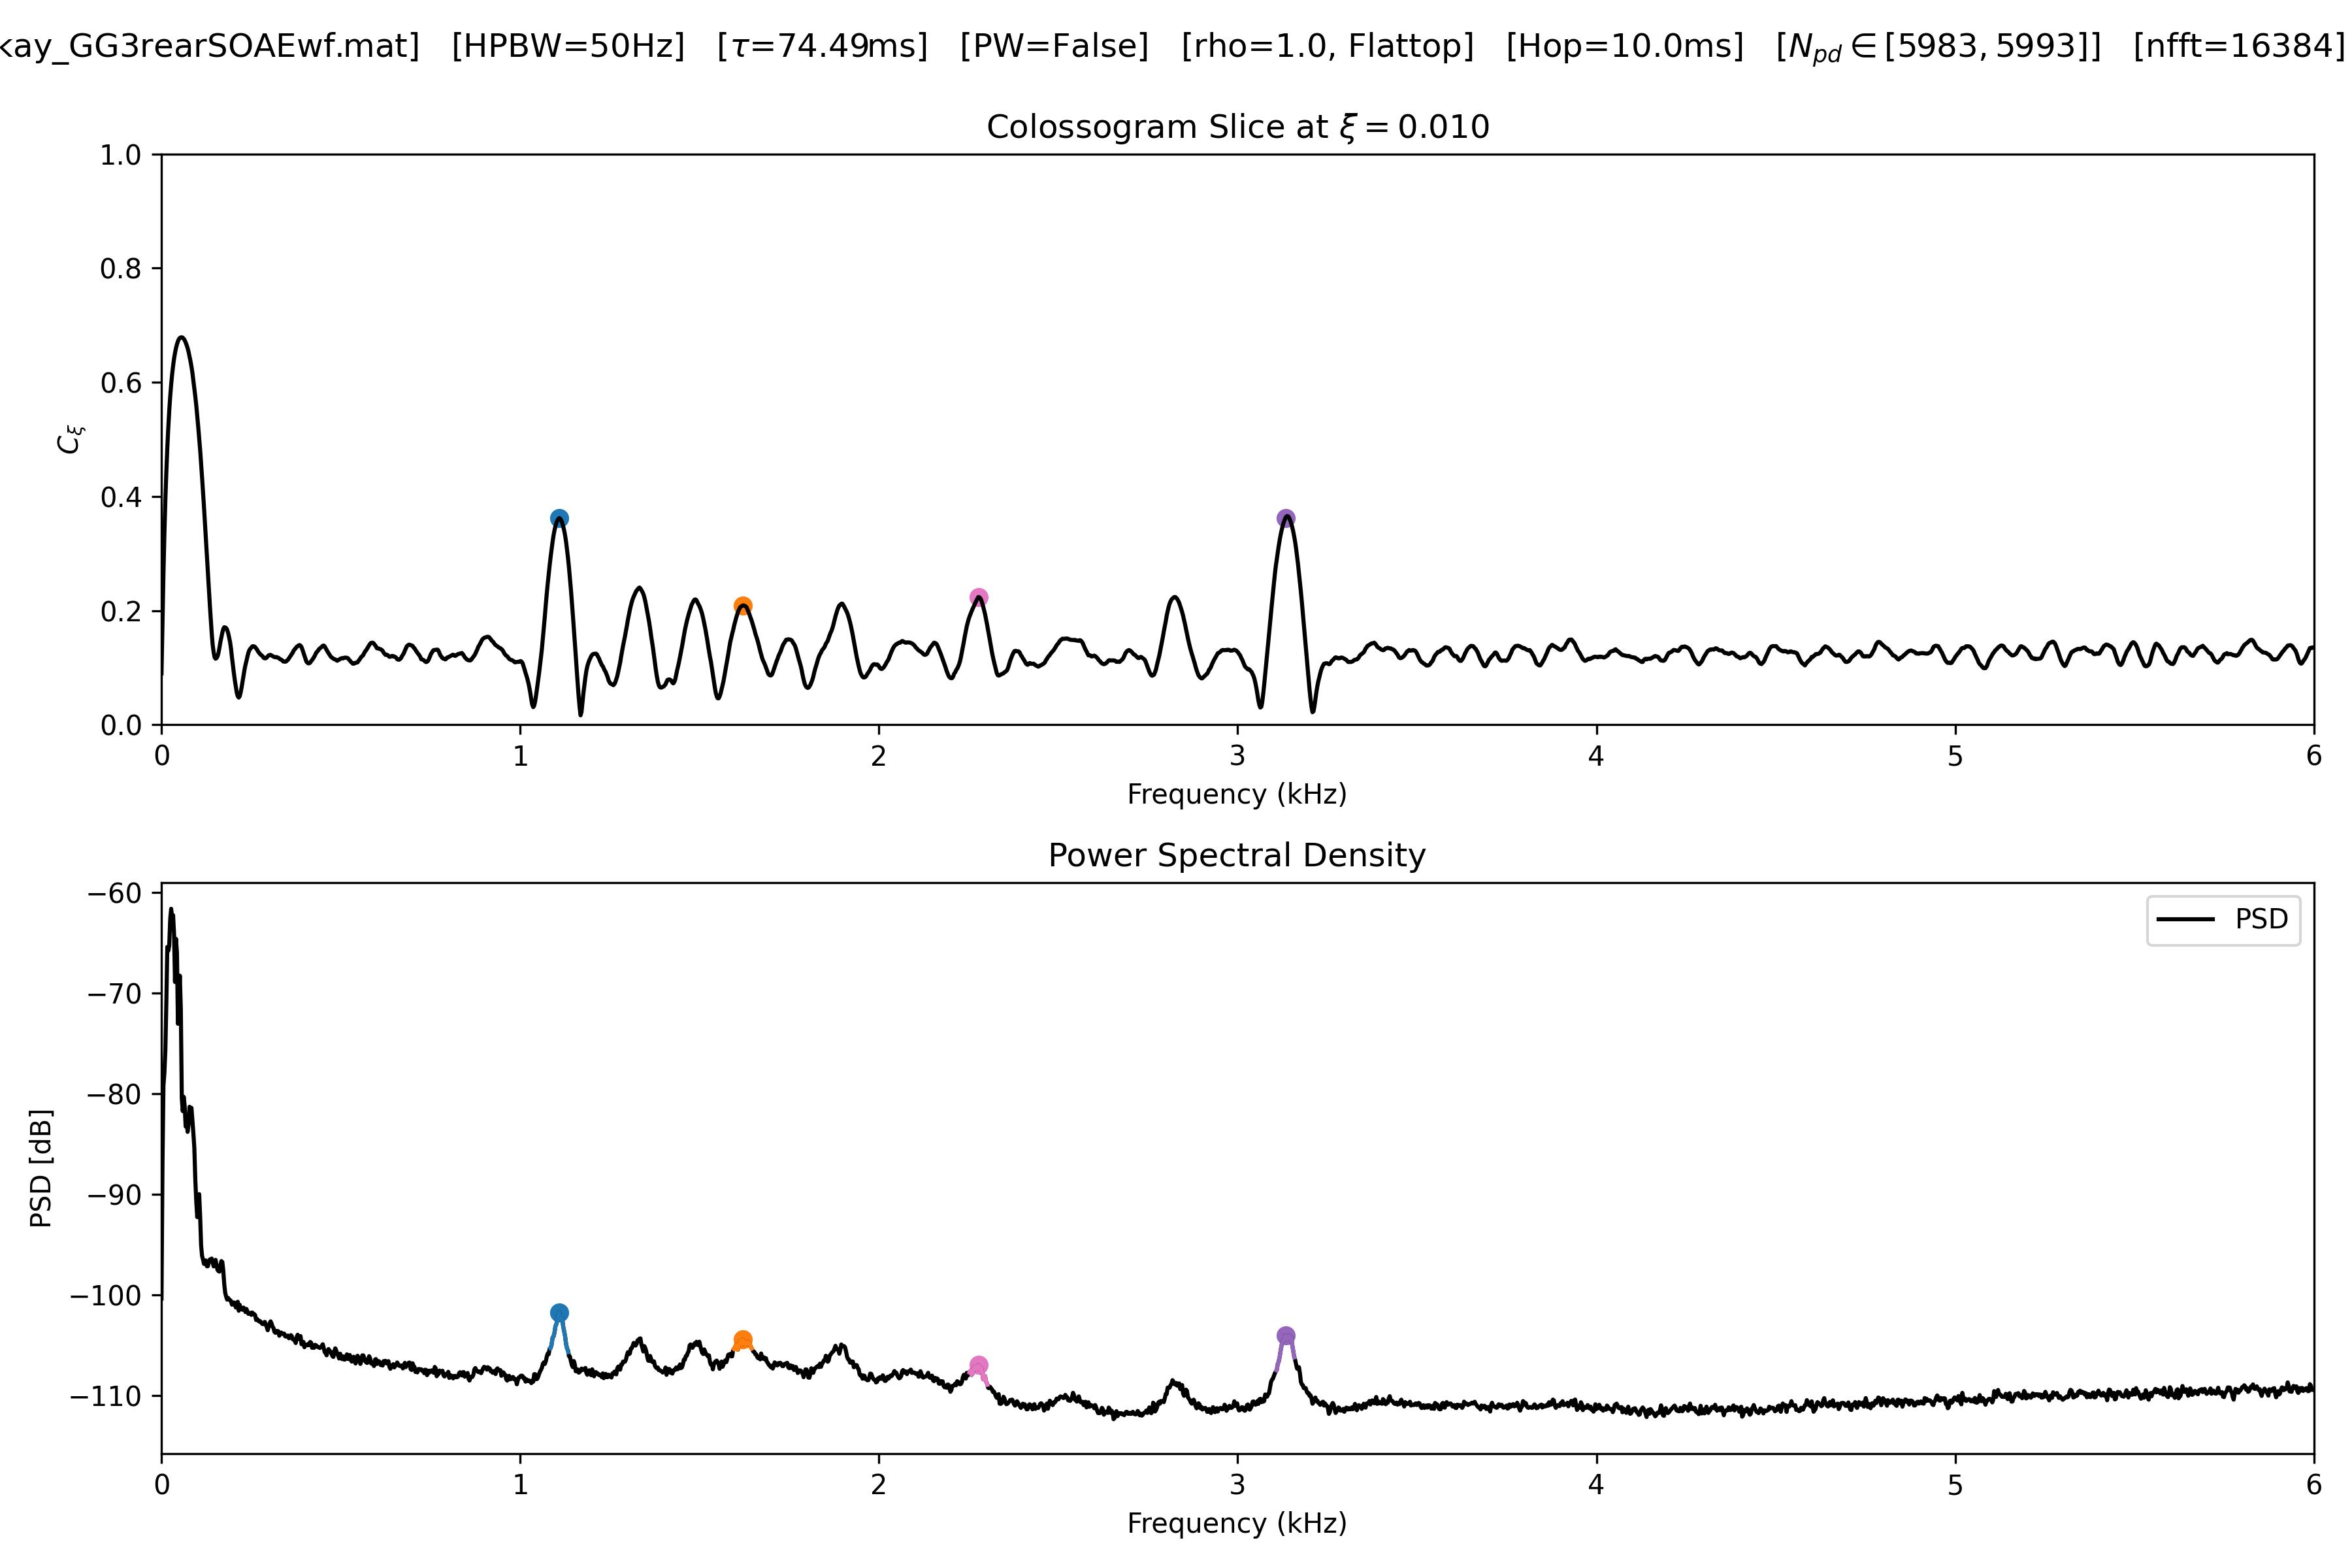 kay_GG3rearSOAEwf.mat] [HPBW=50Hz] [τ=74.49ms] [PW=False] [rho=1.0, Flattop] [Hop=10.0ms] [N_pd ∈ [5983, 5993]] [nfft=16384]
Colossogram Slice at ξ = 0.010
1.0
0.8
0.6
0.4
0.2
0.0
C_ξ
0 1 2 3 4 5 6
Frequency (kHz)
Power Spectral Density
−60
−70
−80
−90
−100
−110
PSD [dB]
PSD
0 1 2 3 4 5 6
Frequency (kHz)